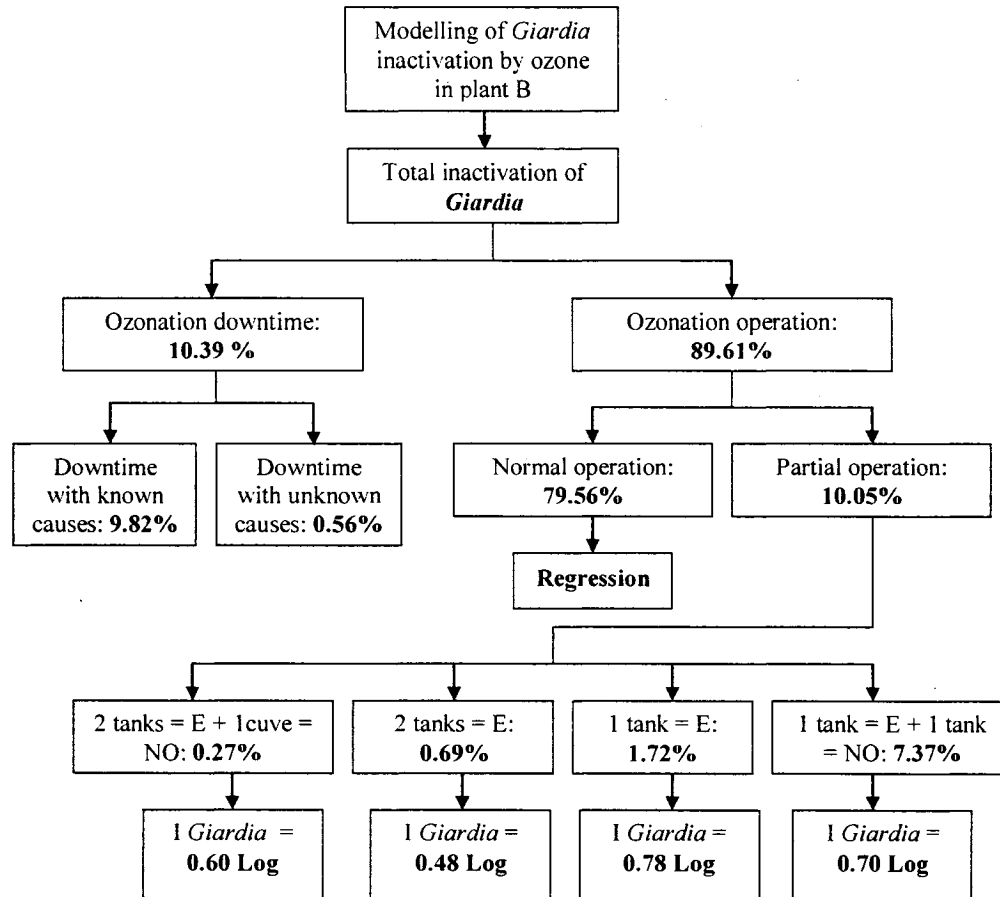 Modelling of Giardia
inactivation by ozone
in plant B
Total inactivation of
Giardia
Ozonation downtime:
10.39 %
Ozonation operation:
89.61%
Downtime
with known
causes: 9.82%
Downtime
with unknown
causes: 0.56%
Normal operation:
79.56%
Partial operation:
10.05%
Regression
2 tanks = E + 1cuve =
NO: 0.27%
2 tanks = E:
0.69%
1 tank = E:
1.72%
1 tank = E + 1 tank
= NO: 7.37%
I Giardia =
0.60 Log
I Giardia =
0.48 Log
I Giardia =
0.78 Log
I Giardia =
0.70 Log